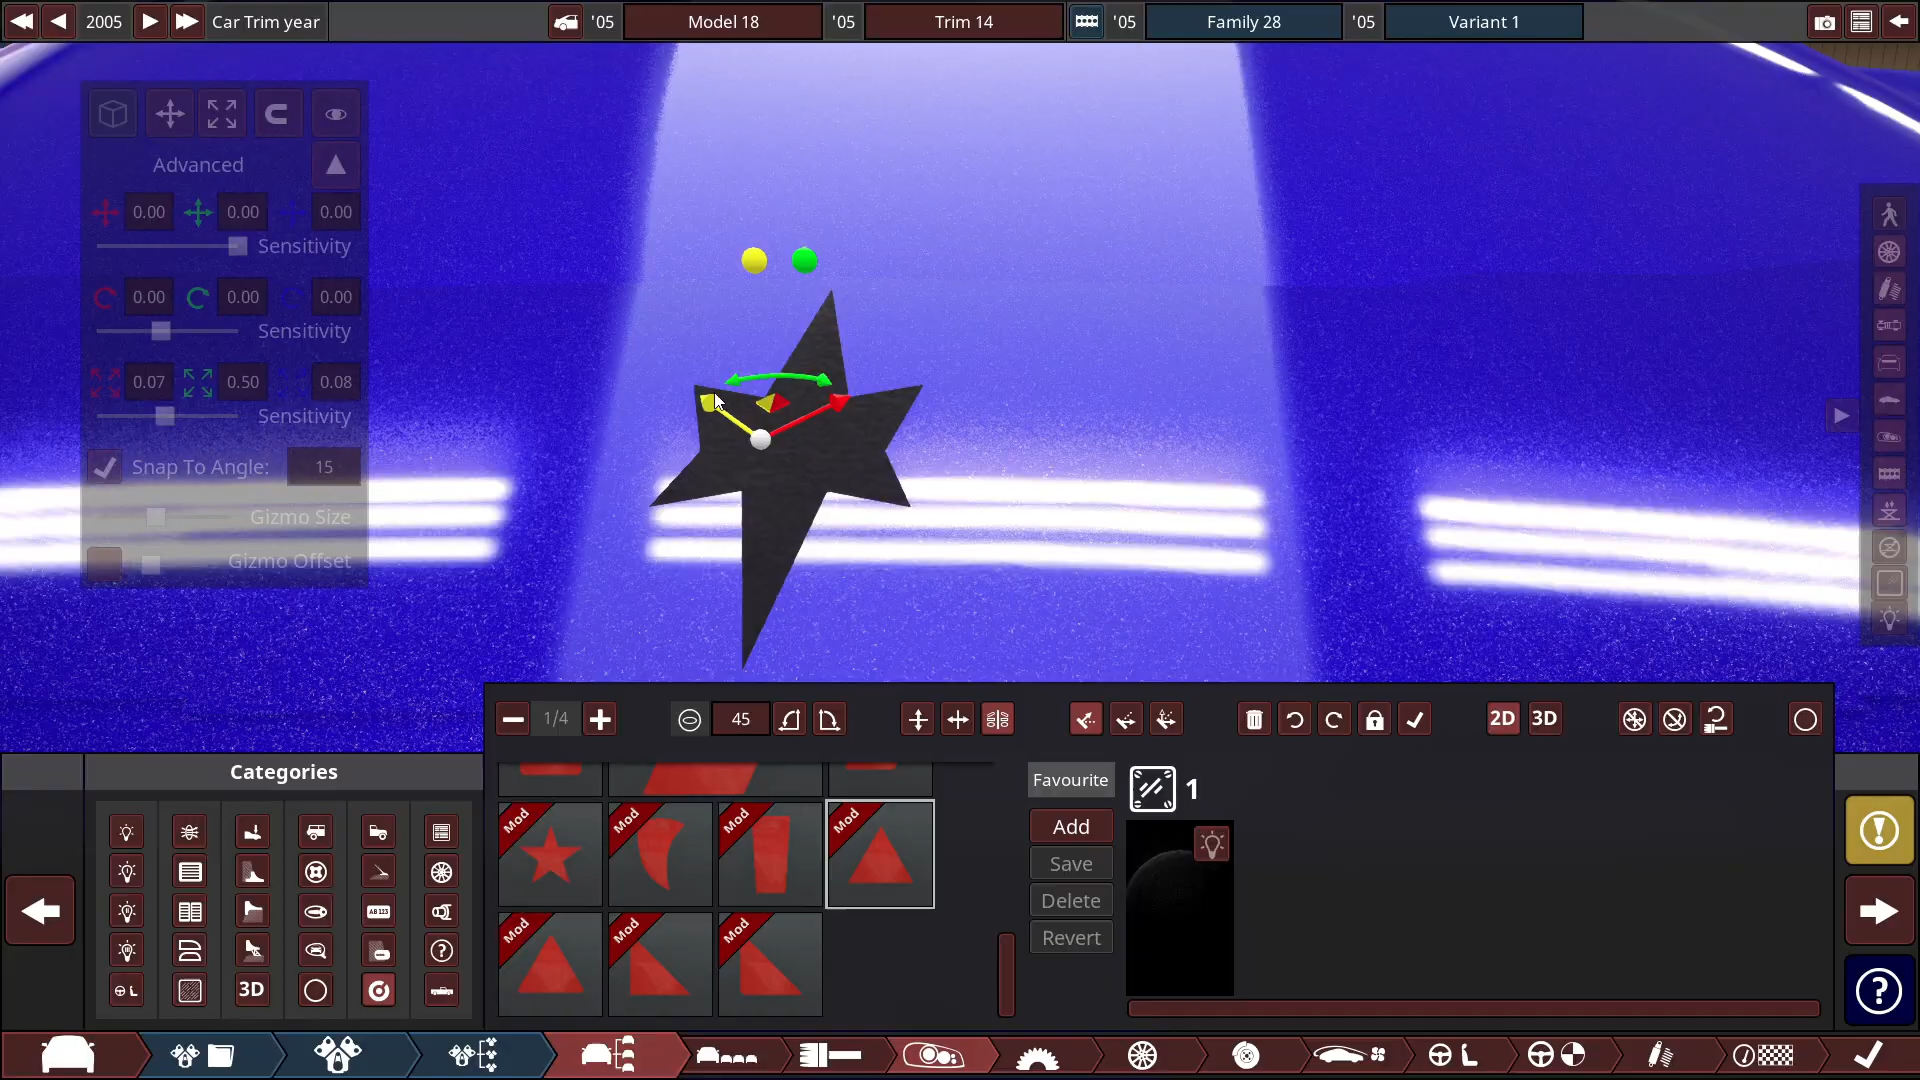 2005 Car Trim year '05 Model 18 '05 Trim 14 '05 Family 28 '05 Variant 1
Advanced
0.00 0.00 0.00
Sensitivity
0.00 0.00 0.00
Sensitivity
0.07 0.50 0.08
Sensitivity
Snap To Angle: 15
Gizmo Size
Gizmo Offset
1/4 45 2D 3D
Categories
AB 123
3D
Mod Mod Mod Mod
Mod Mod Mod
Favourite
Add
Save
Delete
Revert
1